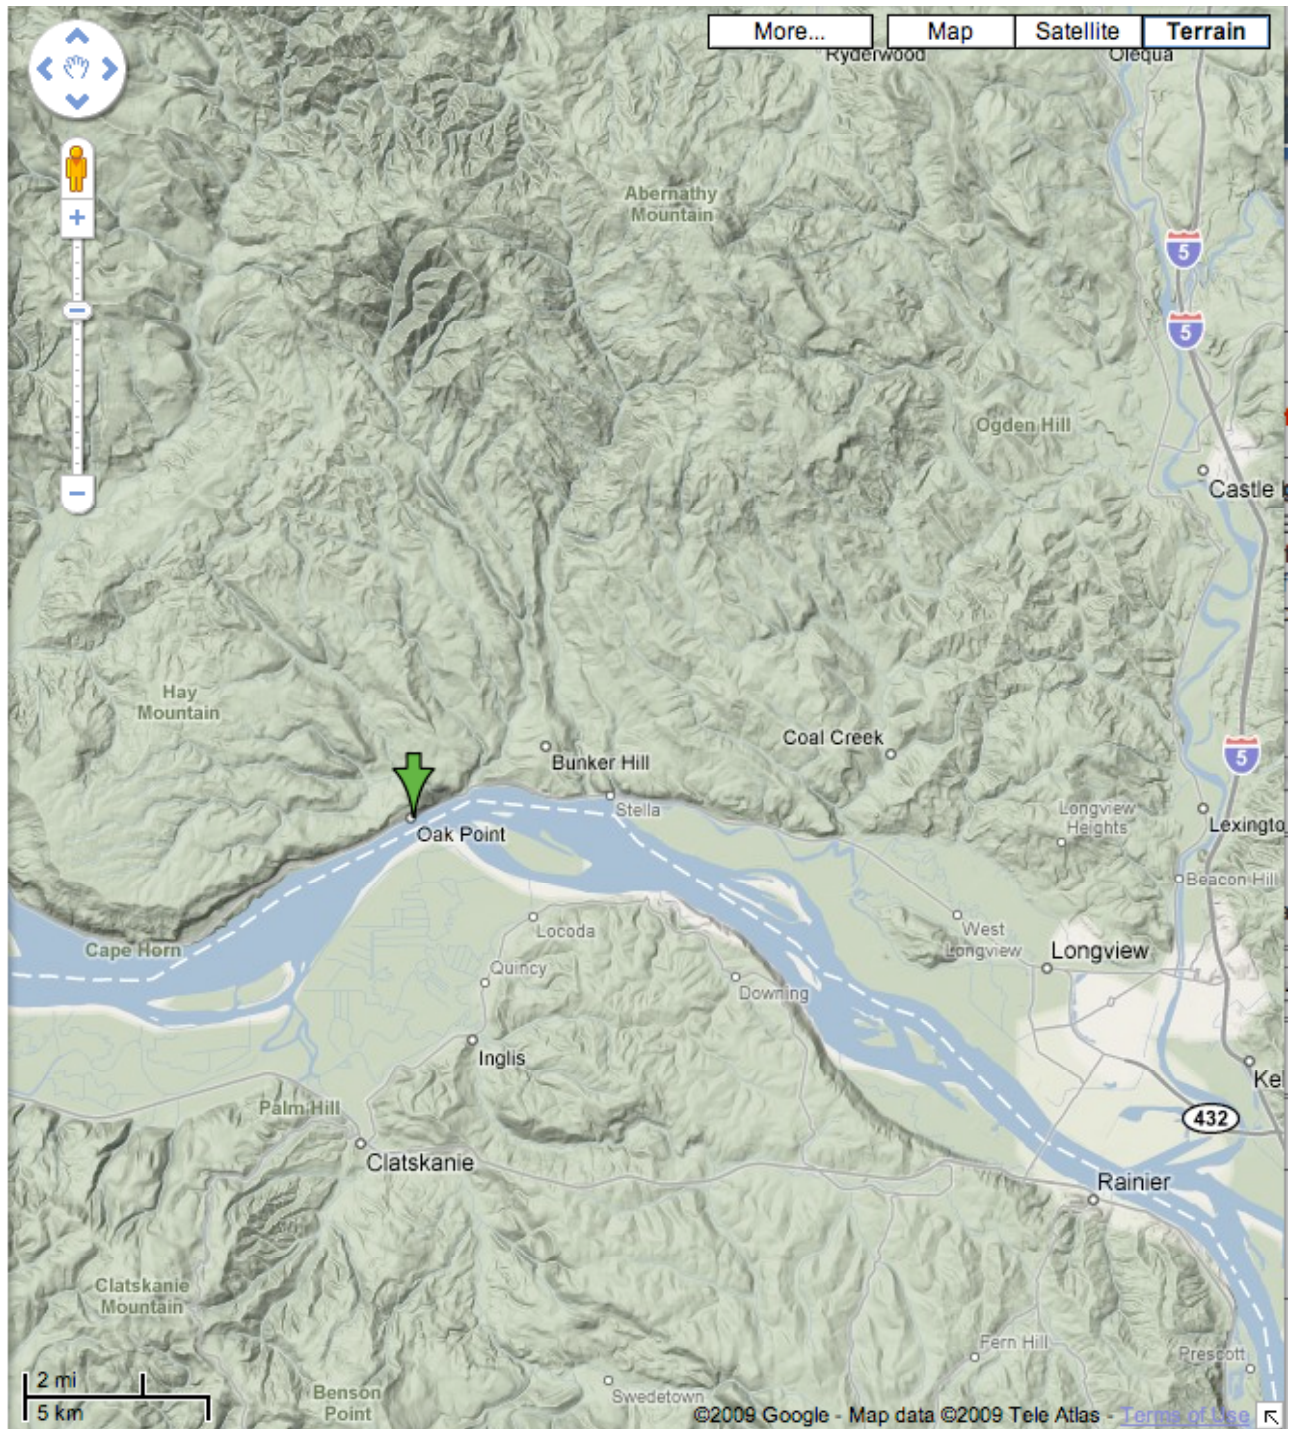 More...
Map
Satellite
Terrain
Ryderwood
Olequa
Abernathy
Mountain
5
5
Ogden Hill
Castle
Hay
Mountain
Coal Creek
Bunker Hill
5
Stella
Longview
Heights
Lexingto
Oak Point
Beacon Hill
Cape Horn
Locoda
West
Longview
Longview
Quincy
Downing
Inglis
Kel
Palm Hill
432
Clatskanie
Rainier
Clatskanie
Mountain
Fern Hill
Prescott
2 mi
5 km
Benson
Point
Swedetown
©2009 Google - Map data ©2009 Tele Atlas - Terms of Use